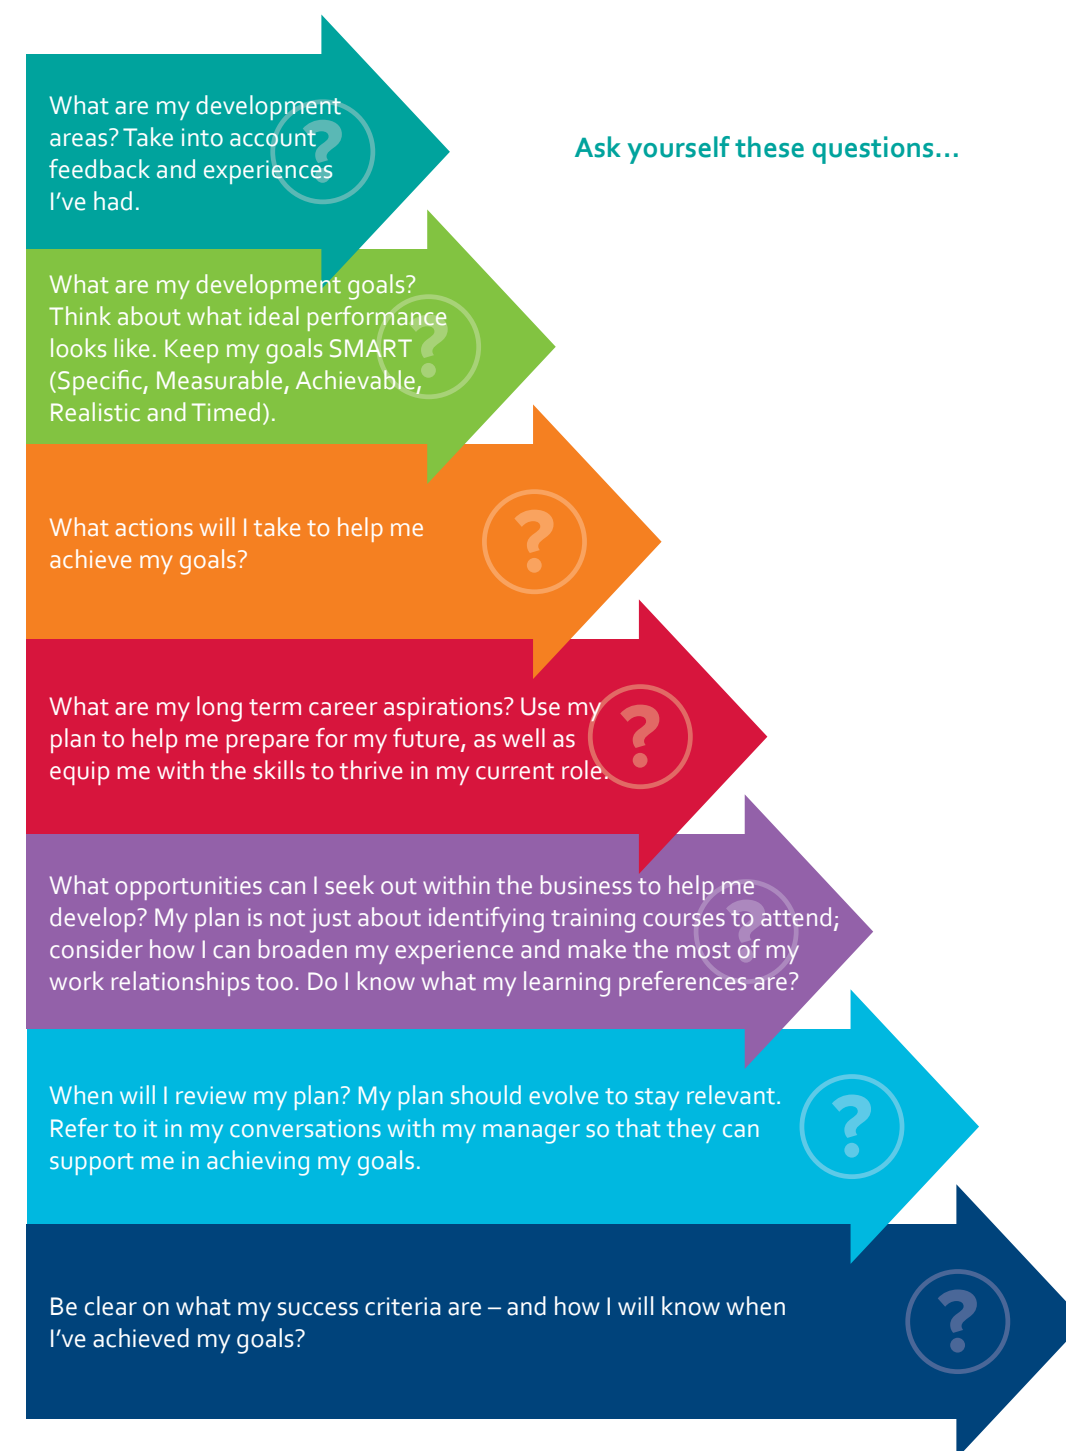 What are my development
areas? Take into account
feedback and experiences
I've had.
Ask yourself these questions...
What are my development goals?
Think about what ideal performance
looks like. Keep my goals SMART
(Specific, Measurable, Achievable,
Realistic and Timed).
What actions will I take to help me
achieve my goals?
What are my long term career aspirations? Use my
plan to help me prepare for my future, as well as
equip me with the skills to thrive in my current role.
What opportunities can I seek out within the business to help me
develop? My plan is not just about identifying training courses to attend;
consider how I can broaden my experience and make the most of my
work relationships too. Do I know what my learning preferences are?
When will I review my plan? My plan should evolve to stay relevant.
Refer to it in my conversations with my manager so that they can
support me in achieving my goals.
Be clear on what my success criteria are – and how I will know when
I've achieved my goals?